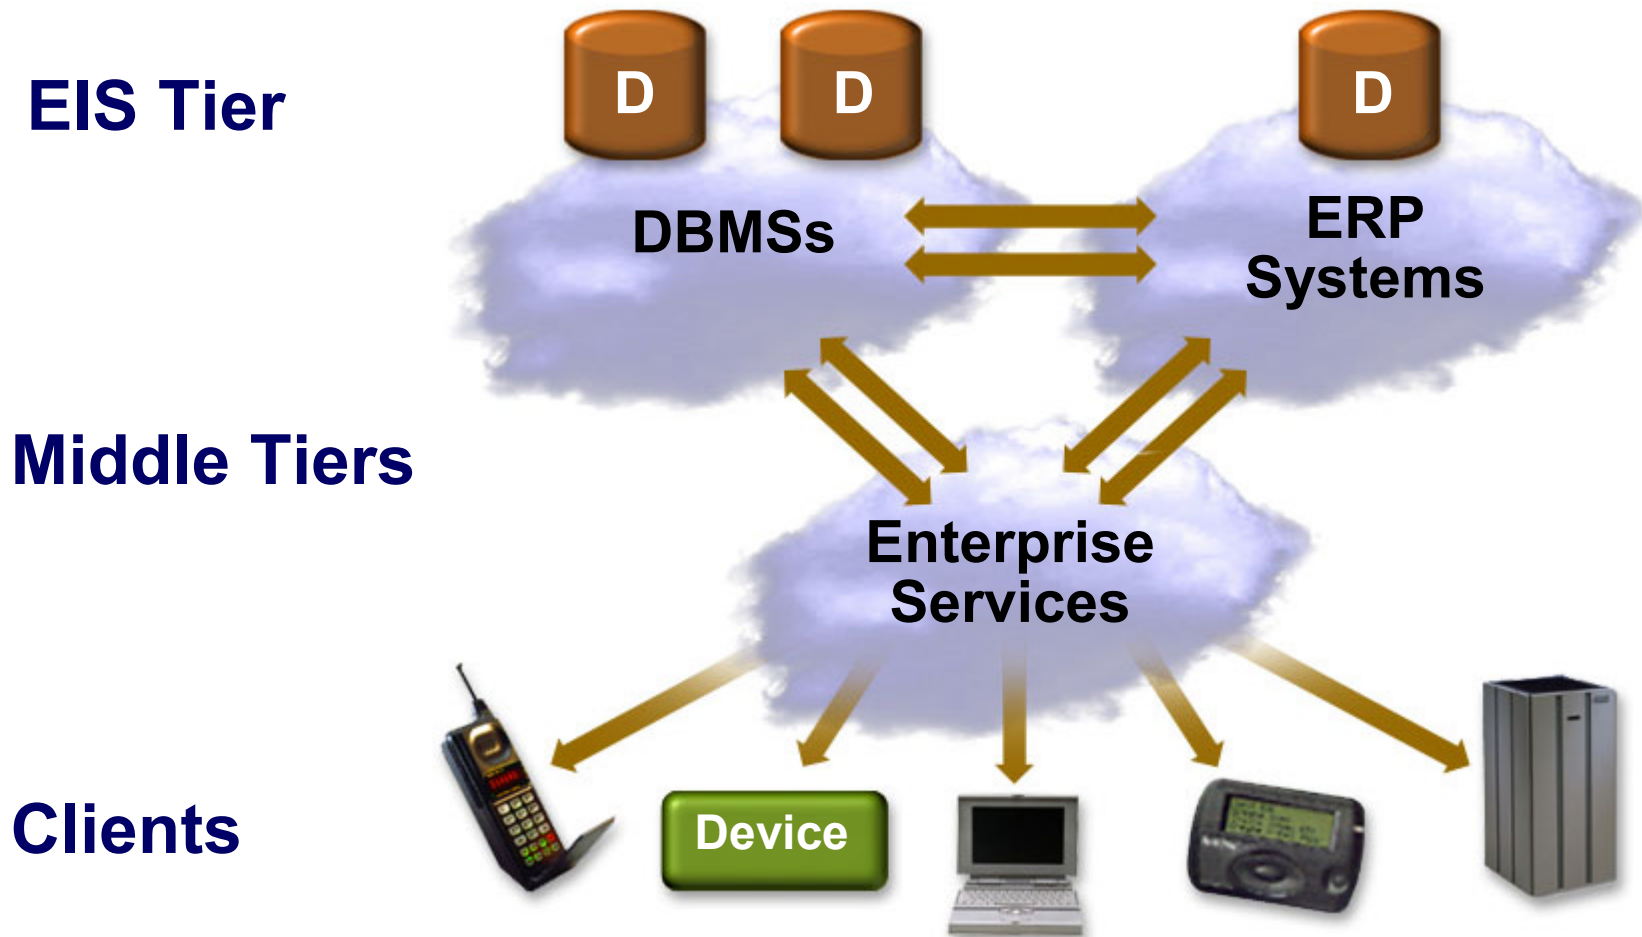 D
D
D
EIS Tier
DBMSs
ERP
Systems
Middle Tiers
Enterprise
Services
Clients
Device